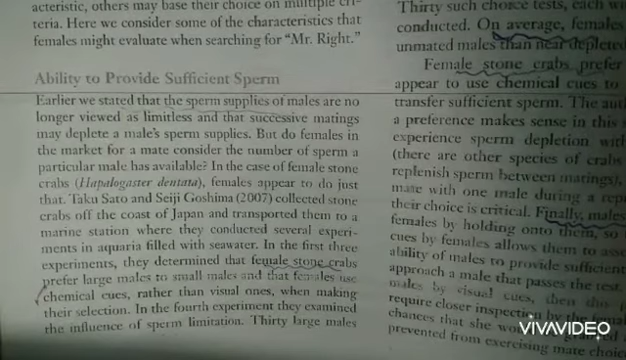 acteristic, others may base their choice on multiple cri-
teria. Here we consider some of the characteristics that
females might evaluate when searching for "Mr. Right."
Ability to Provide Sufficient Sperm
Earlier we stated that the sperm supplies of males are no
longer viewed as limitless and that successive matings
may deplete a male's sperm supplies. But do females in
the market for a mate consider the number of sperm a
particular male has available? In the case of female stone
crabs (Hapalogaster dentata), females appear to do just
that. Taku Sato and Seiji Goshima (2007) collected stone
crabs off the coast of Japan and transported them to a
marine station where they conducted several experi-
ments in aquaria filled with seawater. In the first three
experiments, they determined that female stone crabs
prefer large males to small males and that females use
chemical cues, rather than visual ones, when making
their selection. In the fourth experiment they examined
the influence of sperm limitation. Thirty large males
Thirty such choice tests, each w
conducted. On average, females
unmated males than near depleted
Female stone crabs prefer
appear to use chemical cues to
transfer sufficient sperm. The aut
a preference makes sense in this s
experience sperm depletion with
(there are other species of crabs
replenish sperm between matings),
mate with one male during a rep
their choice is critical. Finally, males
females by holding onto them, so
cues by females allows them to asse
ability of males to provide sufficient
approach a male that passes the test.
males by visual cues, then this
require closer inspection by the fema
chances that she would
prevented from exercising mate choic
VIVAVIDEO